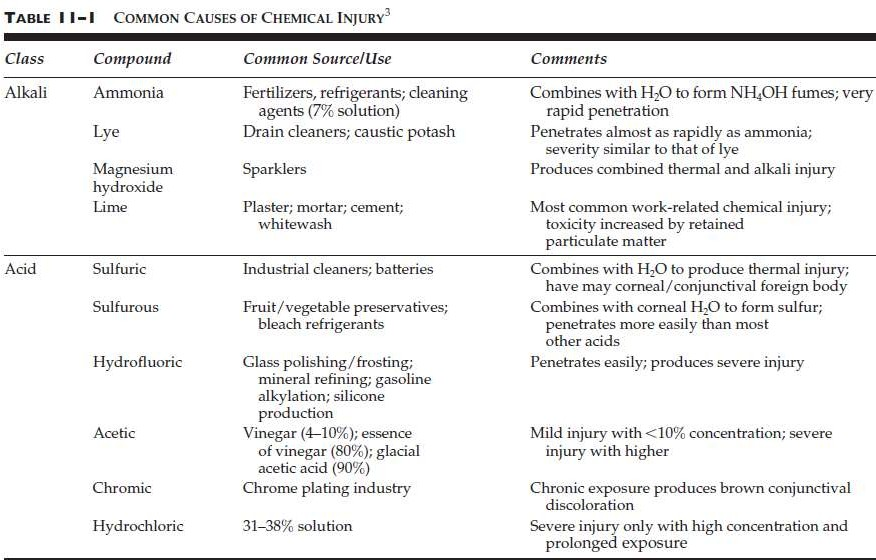 TABLE 11-1 COMMON CAUSES OF CHEMICAL INJURY³
Class Compound Common Source/Use Comments
Alkali Ammonia Fertilizers, refrigerants; cleaning Combines with H₂O to form NH₄OH fumes; very
agents (7% solution) rapid penetration
Lye Drain cleaners; caustic potash Penetrates almost as rapidly as ammonia;
severity similar to that of lye
Magnesium Sparklers Produces combined thermal and alkali injury
hydroxide
Lime Plaster; mortar; cement; Most common work-related chemical injury;
whitewash toxicity increased by retained
particulate matter
Acid Sulfuric Industrial cleaners; batteries Combines with H₂O to produce thermal injury;
have may corneal/conjunctival foreign body
Sulfurous Fruit/vegetable preservatives; Combines with corneal H₂O to form sulfur;
bleach refrigerants penetrates more easily than most
other acids
Hydrofluoric Glass polishing/frosting; Penetrates easily; produces severe injury
mineral refining; gasoline
alkylation; silicone
production
Acetic Vinegar (4–10%); essence Mild injury with <10% concentration; severe
of vinegar (80%); glacial injury with higher
acetic acid (90%)
Chromic Chrome plating industry Chronic exposure produces brown conjunctival
discoloration
Hydrochloric 31–38% solution Severe injury only with high concentration and
prolonged exposure